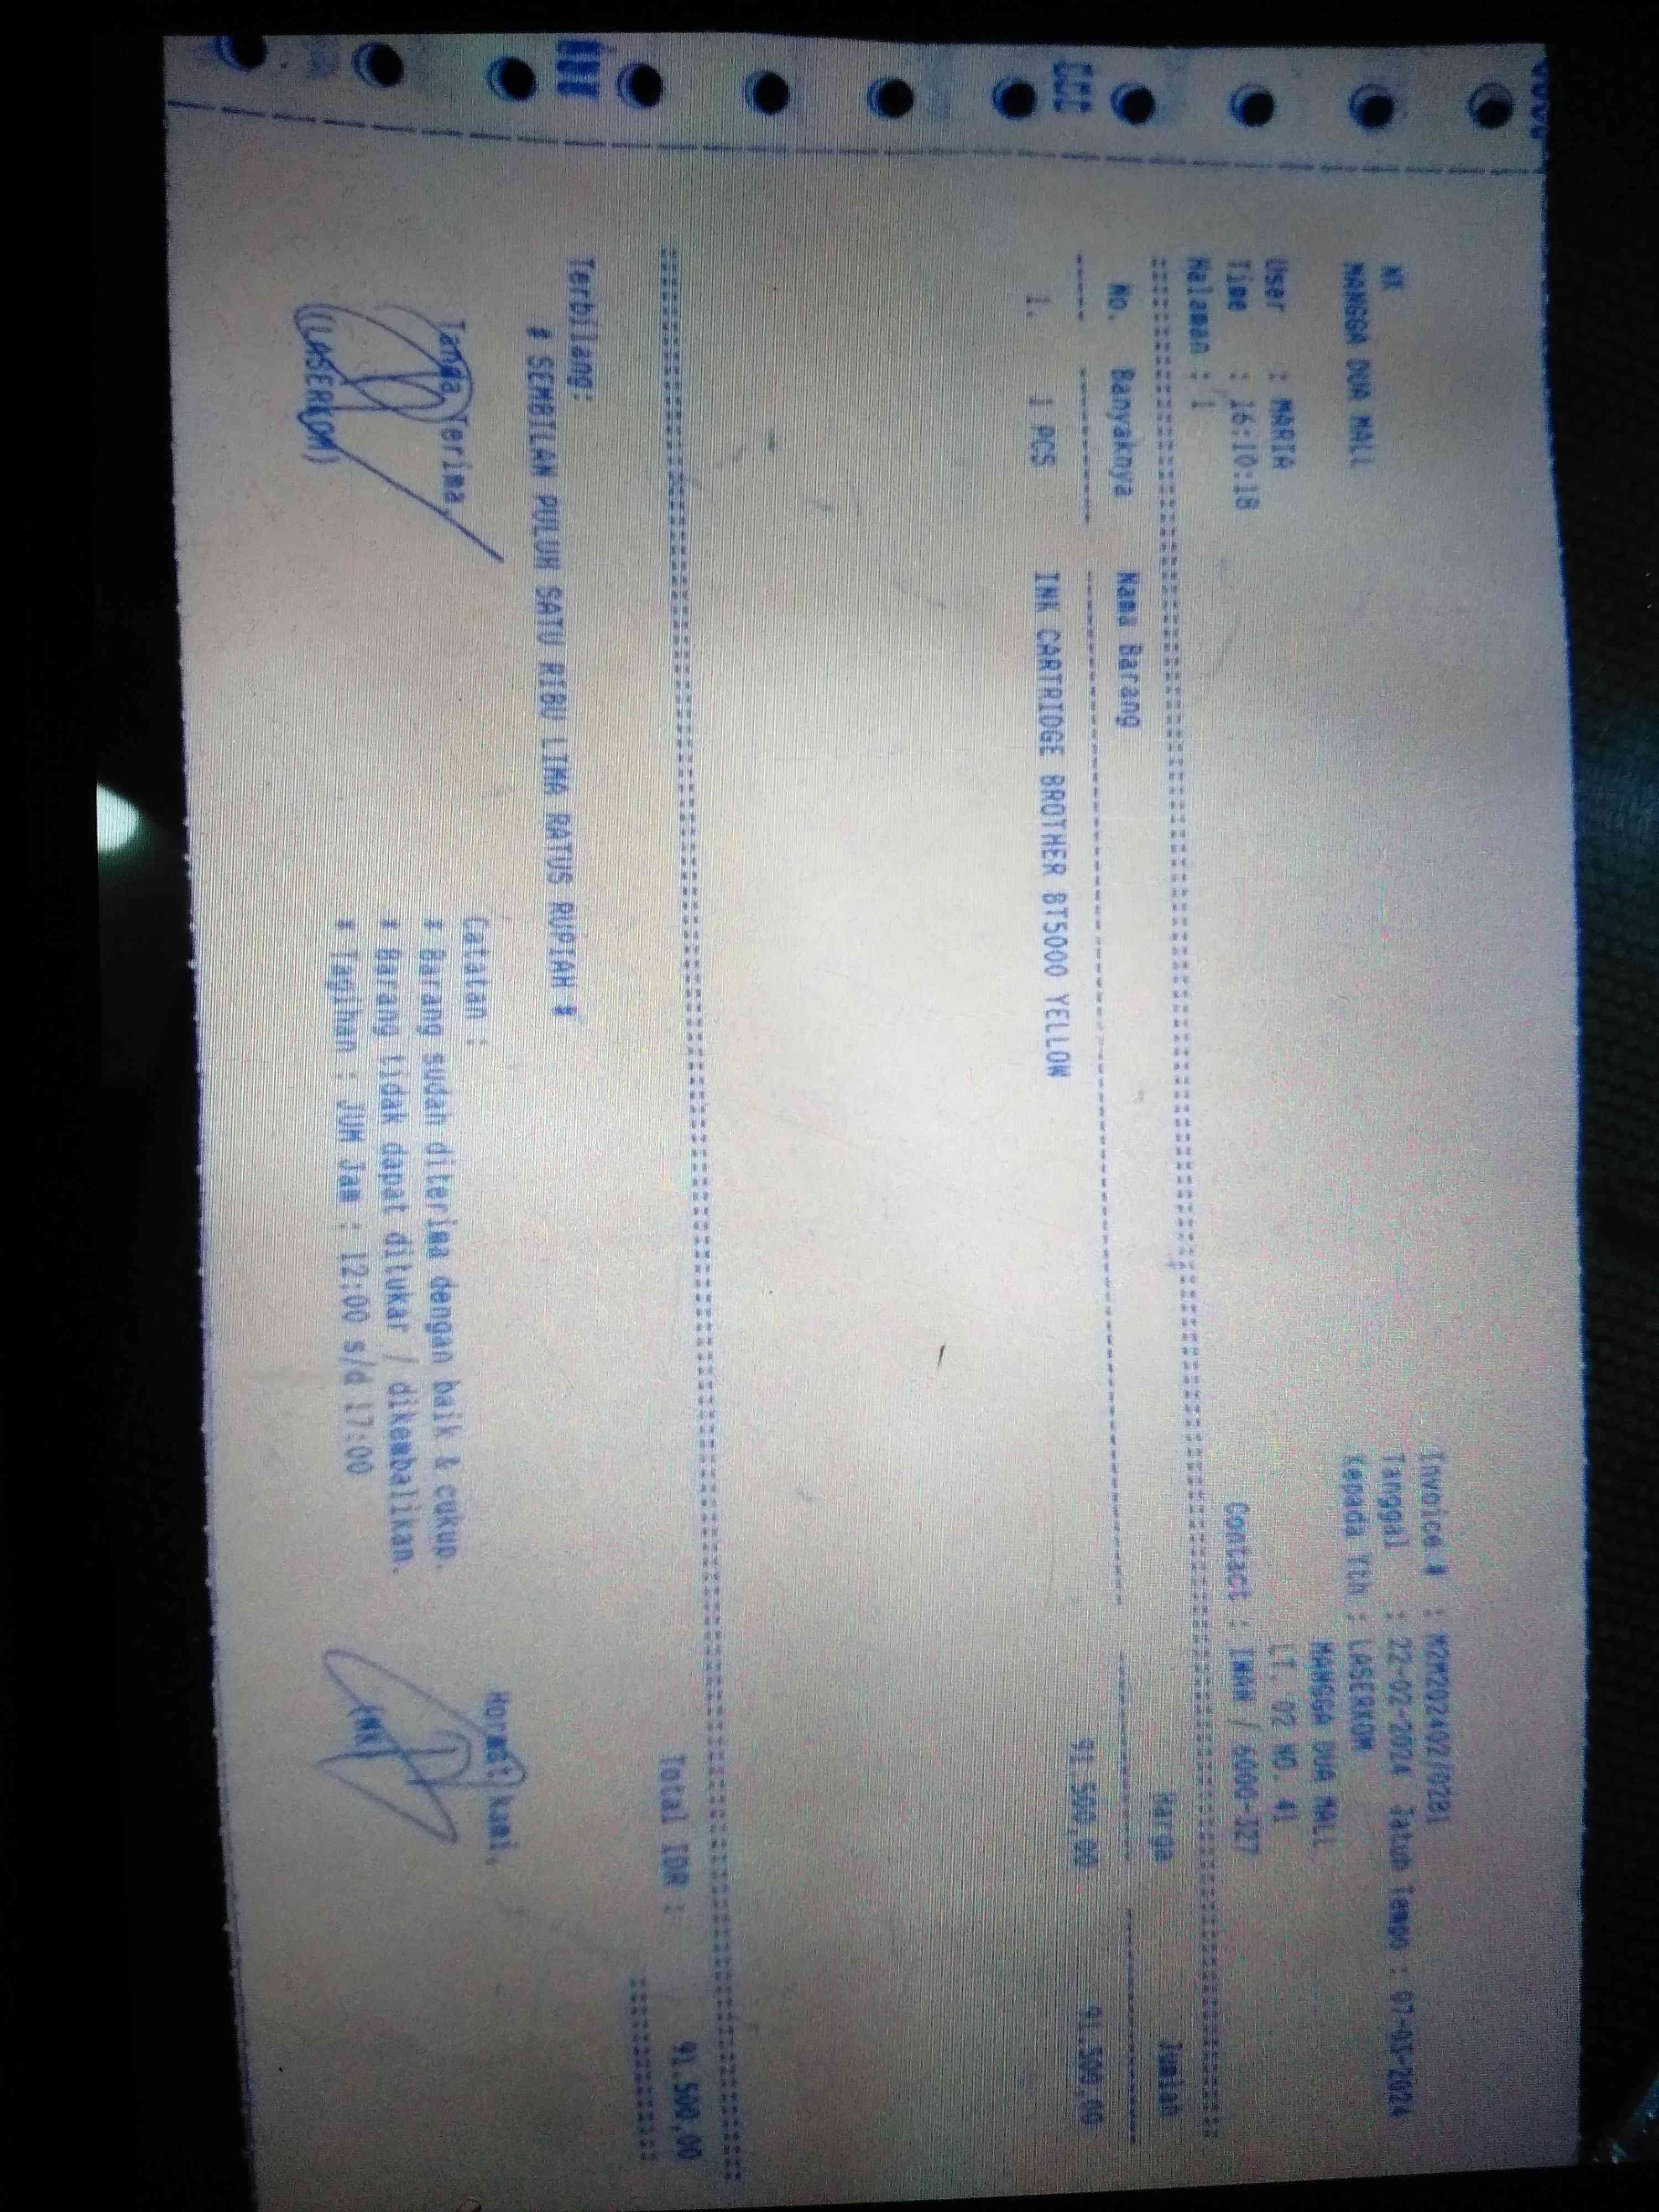 NK
MANGGA DUA MALL
Invoice # : M2M202402/0281
Tanggal : 22-02-2024 Jatuh Tempo : 07-03-2024
Kepada Yth : LASERKOM
MANGGA DUA MALL
LT. 02 NO. 41
Contact : IWAN / 6000-327
User : MARIA
Time : 16:10:18
Halaman : 1
No. Banyaknya Nama Barang Harga Jumlah
1. 1 PCS INK CARTRIDGE BROTHER BT5000 YELLOW 91.500,00 91.500,00
Total IDR : 91.500,00
Terbilang:
# SEMBILAN PULUH SATU RIBU LIMA RATUS RUPIAH #
Tanda Terima,
(LASERKOM)
Catatan :
# Barang sudah diterima dengan baik & cukup.
# Barang tidak dapat ditukar / dikembalikan.
# Tagihan : JUM Jam : 12:00 s/d 17:00
Hormat kami,
(NK)